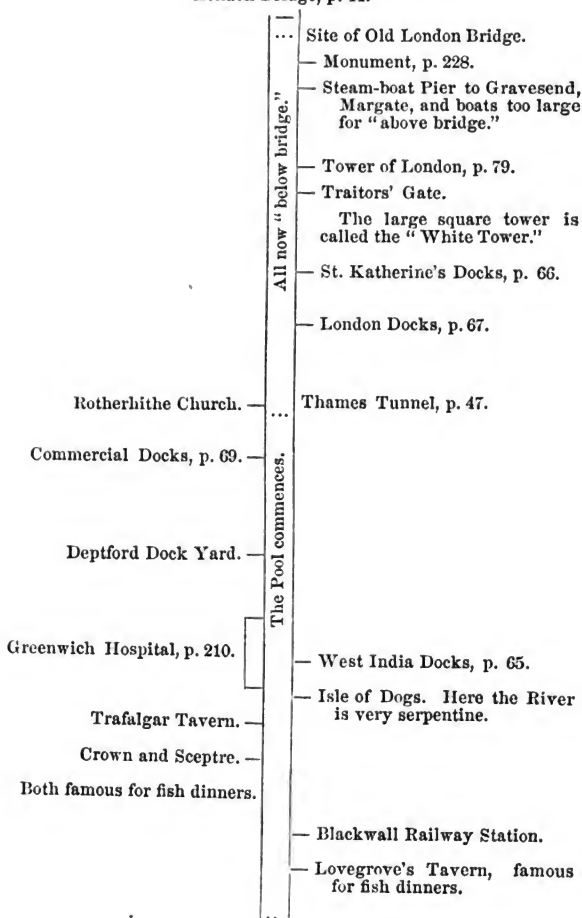 Site of Old London Bridge.
— Monument, p. 228.
— Steam-boat Pier to Gravesend,
Margate, and boats too large
for "above bridge."
All now "below bridge."
— Tower of London, p. 79.
— Traitors' Gate.
The large square tower is
called the "White Tower."
— St. Katherine's Docks, p. 66.
— London Docks, p. 67.
Rotherhithe Church. —
Thames Tunnel, p. 47.
Commercial Docks, p. 69. —
The Pool commences.
Deptford Dock Yard. —
Greenwich Hospital, p. 210.
— West India Docks, p. 65.
— Isle of Dogs. Here the River
is very serpentine.
Trafalgar Tavern. —
Crown and Sceptre. —
Both famous for fish dinners.
— Blackwall Railway Station.
— Lovegrove's Tavern, famous
for fish dinners.